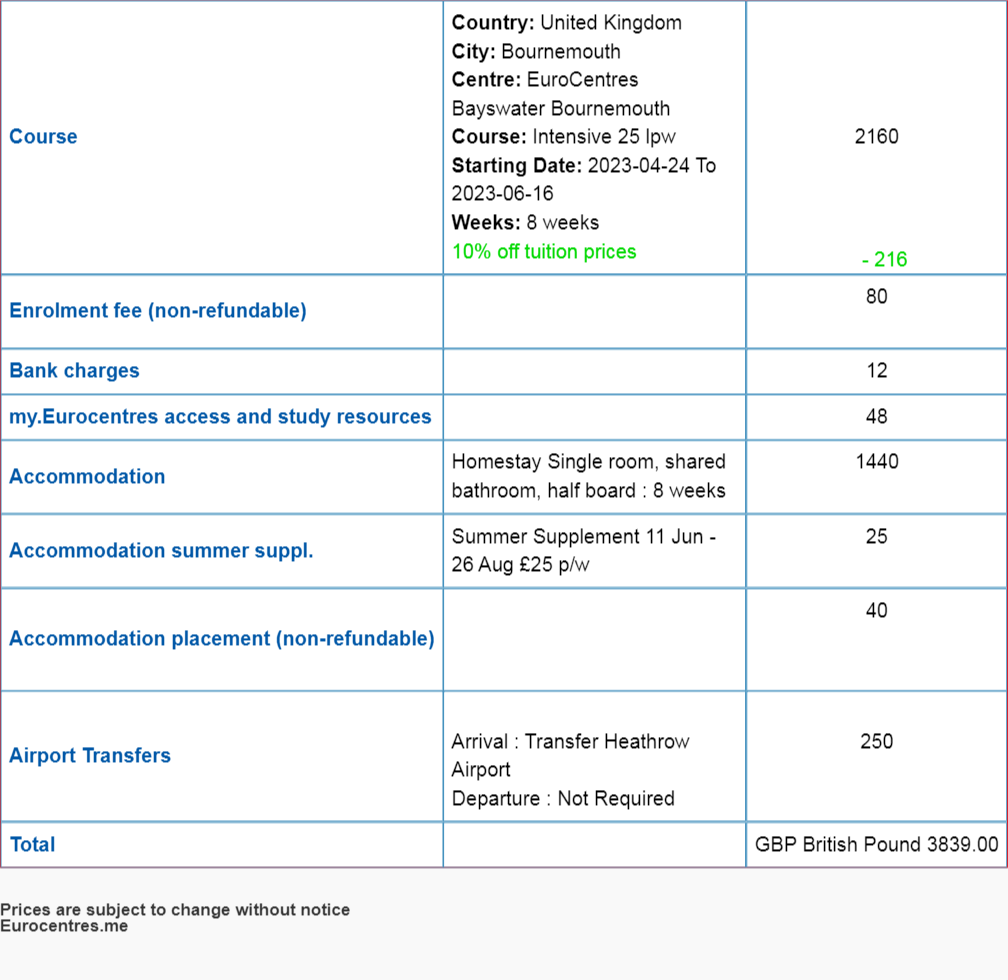 Country: United Kingdom
City: Bournemouth
Centre: EuroCentres
Bayswater Bournemouth
Course
Course: Intensive 25 lpw
2160
Starting Date: 2023-04-24 To
2023-06-16
Weeks: 8 weeks
10% off tuition prices
- 216
Enrolment fee (non-refundable)
80
Bank charges
12
my.Eurocentres access and study resources
48
Accommodation
Homestay Single room, shared
bathroom, half board : 8 weeks
1440
Accommodation summer suppl.
Summer Supplement 11 Jun -
26 Aug £25 p/w
25
Accommodation placement (non-refundable)
40
Airport Transfers
Arrival : Transfer Heathrow
Airport
Departure : Not Required
250
Total
GBP British Pound 3839.00
Prices are subject to change without notice
Eurocentres.me